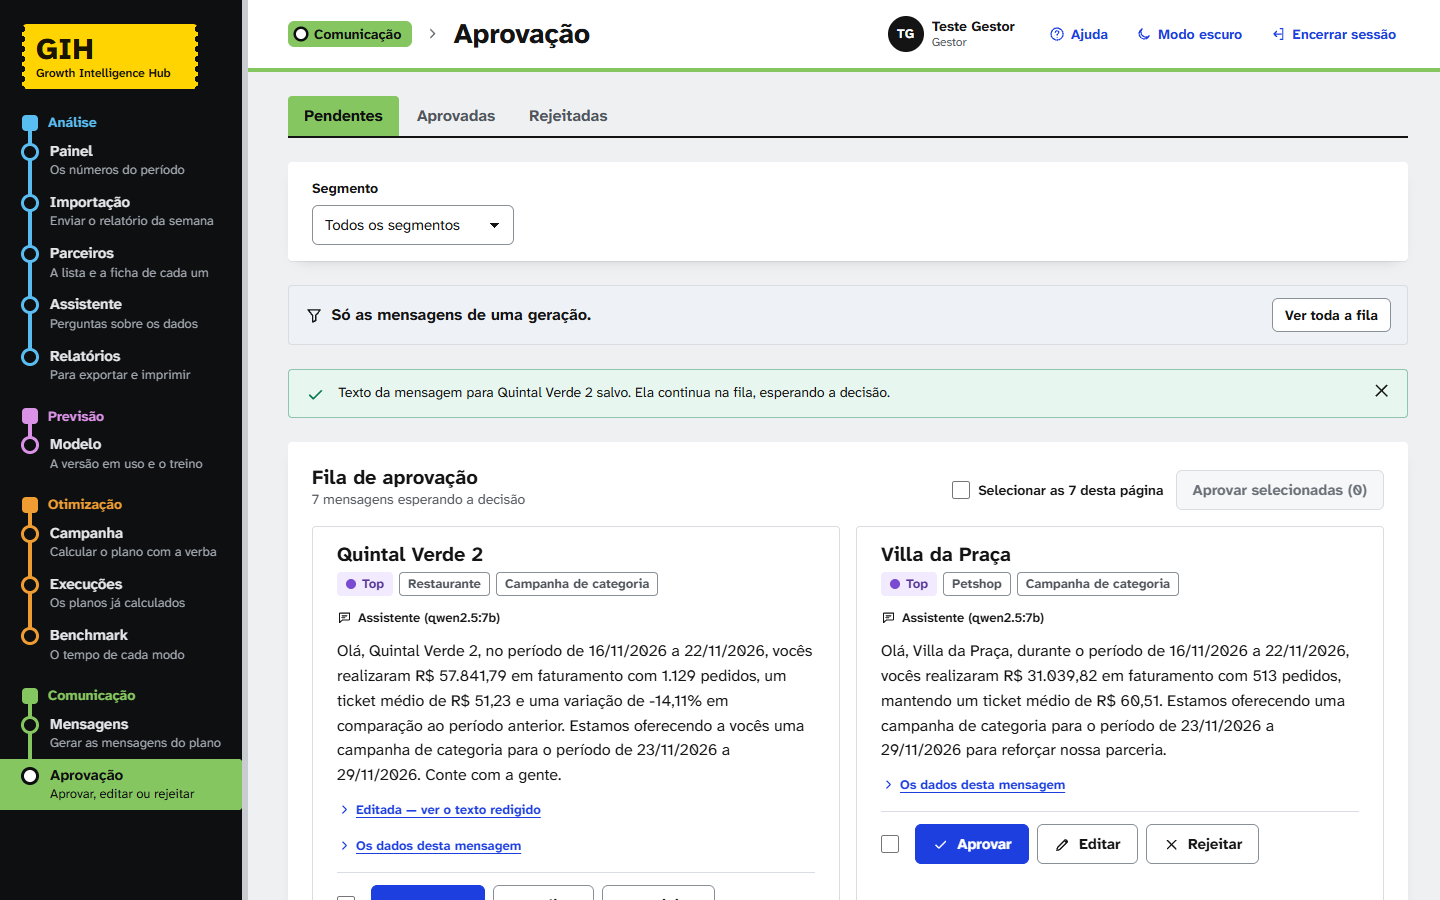 GIH
Growth Intelligence Hub
Análise
Painel
Os números do período
Importação
Enviar o relatório da semana
Parceiros
A lista e a ficha de cada um
Assistente
Perguntas sobre os dados
Relatórios
Para exportar e imprimir
Previsão
Modelo
A versão em uso e o treino
Otimização
Campanha
Calcular o plano com a verba
Execuções
Os planos já calculados
Benchmark
O tempo de cada modo
Comunicação
Mensagens
Gerar as mensagens do plano
Aprovação
Aprovar, editar ou rejeitar
Comunicação
Aprovação
TG
Teste Gestor
Gestor
Ajuda
Modo escuro
Encerrar sessão
Pendentes
Aprovadas
Rejeitadas
Segmento
Todos os segmentos
Só as mensagens de uma geração.
Ver toda a fila
Texto da mensagem para Quintal Verde 2 salvo. Ela continua na fila, esperando a decisão.
Fila de aprovação
7 mensagens esperando a decisão
Selecionar as 7 desta página
Aprovar selecionadas (0)
Quintal Verde 2
Top
Restaurante
Campanha de categoria
Assistente (qwen2.5:7b)
Olá, Quintal Verde 2, no período de 16/11/2026 a 22/11/2026, vocês
realizaram R$ 57.841,79 em faturamento com 1.129 pedidos, um
ticket médio de R$ 51,23 e uma variação de -14,11% em
comparação ao período anterior. Estamos oferecendo a vocês uma
campanha de categoria para o período de 23/11/2026 a
29/11/2026. Conte com a gente.
Editada — ver o texto redigido
Os dados desta mensagem
Villa da Praça
Top
Petshop
Campanha de categoria
Assistente (qwen2.5:7b)
Olá, Villa da Praça, durante o período de 16/11/2026 a 22/11/2026,
vocês realizaram R$ 31.039,82 em faturamento com 513 pedidos,
mantendo um ticket médio de R$ 60,51. Estamos oferecendo uma
campanha de categoria para o período de 23/11/2026 a
29/11/2026 para reforçar nossa parceria.
Os dados desta mensagem
Aprovar
Editar
Rejeitar